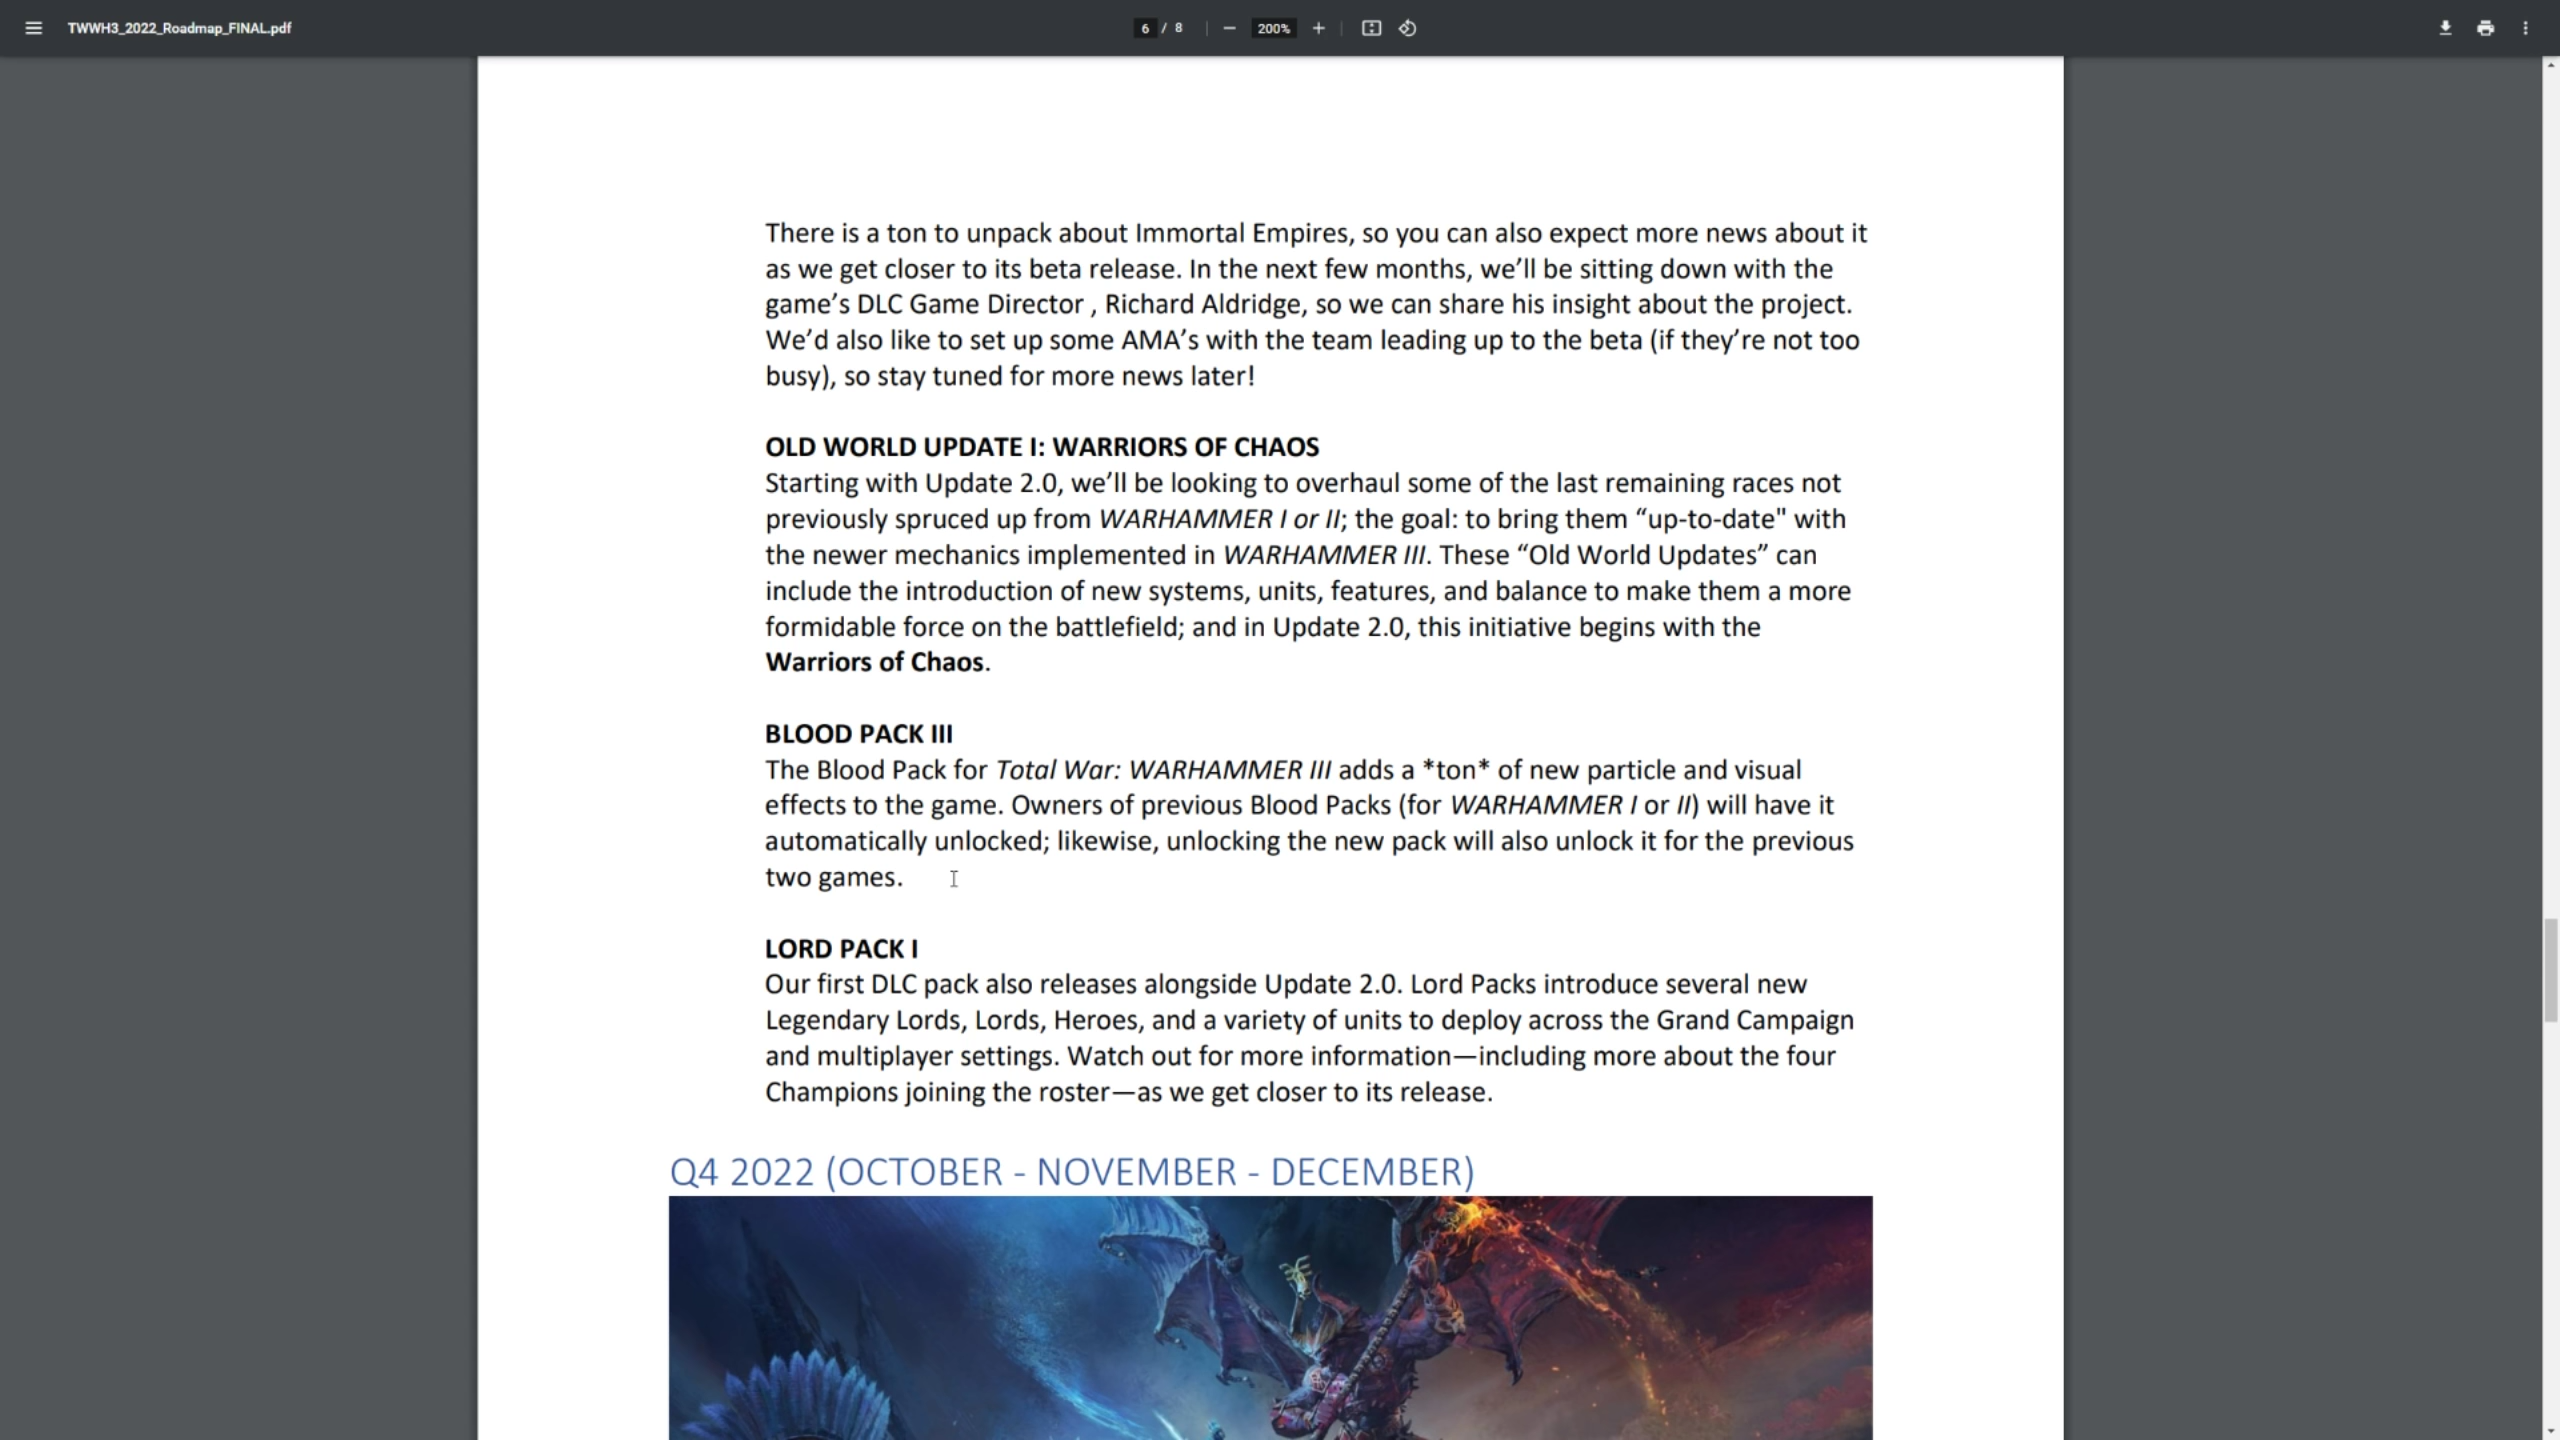 TWWH3_2022_Roadmap_FINAL.pdf
6 / 8
200%
There is a ton to unpack about Immortal Empires, so you can also expect more news about it
as we get closer to its beta release. In the next few months, we’ll be sitting down with the
game’s DLC Game Director , Richard Aldridge, so we can share his insight about the project.
We’d also like to set up some AMA’s with the team leading up to the beta (if they’re not too
busy), so stay tuned for more news later!
OLD WORLD UPDATE I: WARRIORS OF CHAOS
Starting with Update 2.0, we’ll be looking to overhaul some of the last remaining races not
previously spruced up from WARHAMMER I or II; the goal: to bring them “up-to-date" with
the newer mechanics implemented in WARHAMMER III. These “Old World Updates” can
include the introduction of new systems, units, features, and balance to make them a more
formidable force on the battlefield; and in Update 2.0, this initiative begins with the
Warriors of Chaos.
BLOOD PACK III
The Blood Pack for Total War: WARHAMMER III adds a *ton* of new particle and visual
effects to the game. Owners of previous Blood Packs (for WARHAMMER I or II) will have it
automatically unlocked; likewise, unlocking the new pack will also unlock it for the previous
two games.
LORD PACK I
Our first DLC pack also releases alongside Update 2.0. Lord Packs introduce several new
Legendary Lords, Lords, Heroes, and a variety of units to deploy across the Grand Campaign
and multiplayer settings. Watch out for more information—including more about the four
Champions joining the roster—as we get closer to its release.
Q4 2022 (OCTOBER - NOVEMBER - DECEMBER)